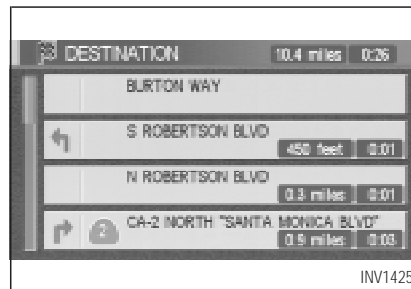 DESTINATION 10.4 miles 0:26
BURTON WAY
S ROBERTSON BLVD
450 feet 0:01
N ROBERTSON BLVD
0.3 miles 0:01
2 CA-2 NORTH "SANTA MONICA BLVD"
0.9 miles 0:03
INV1425